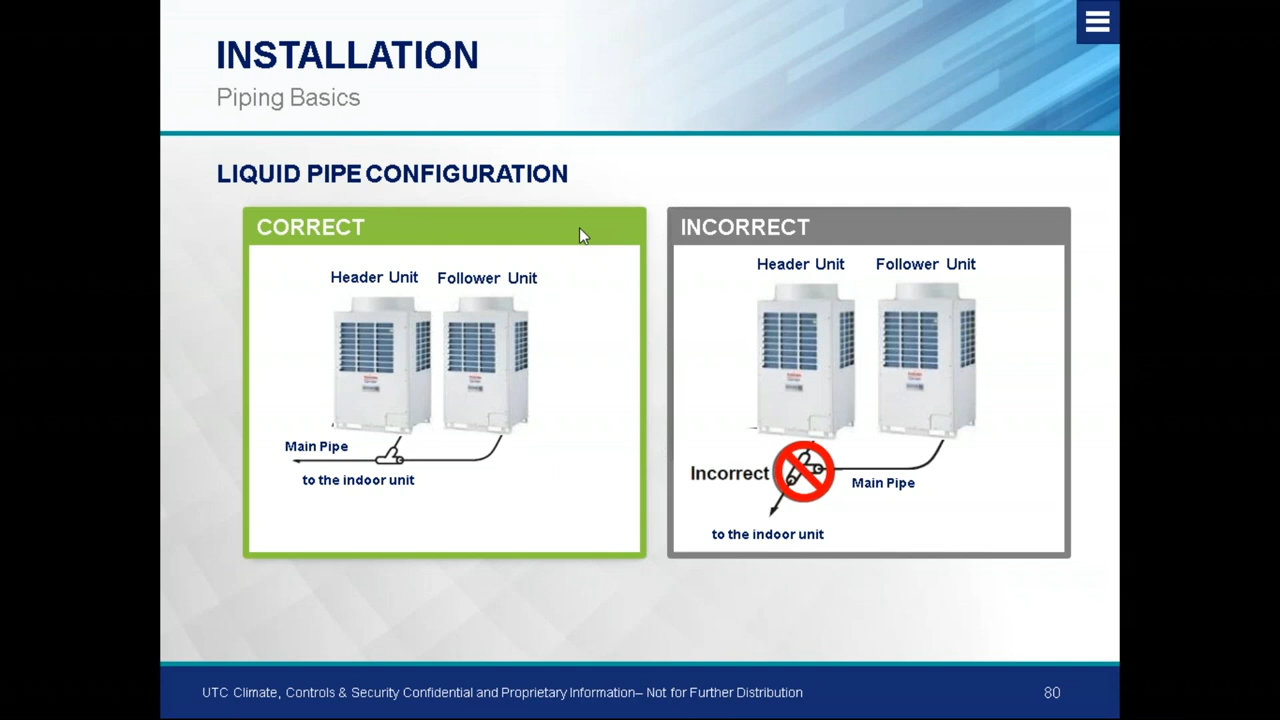 INSTALLATION
Piping Basics
LIQUID PIPE CONFIGURATION
CORRECT
Header Unit Follower Unit
Main Pipe
to the indoor unit
INCORRECT
Header Unit Follower Unit
Incorrect
Main Pipe
to the indoor unit
UTC Climate, Controls & Security Confidential and Proprietary Information– Not for Further Distribution
80